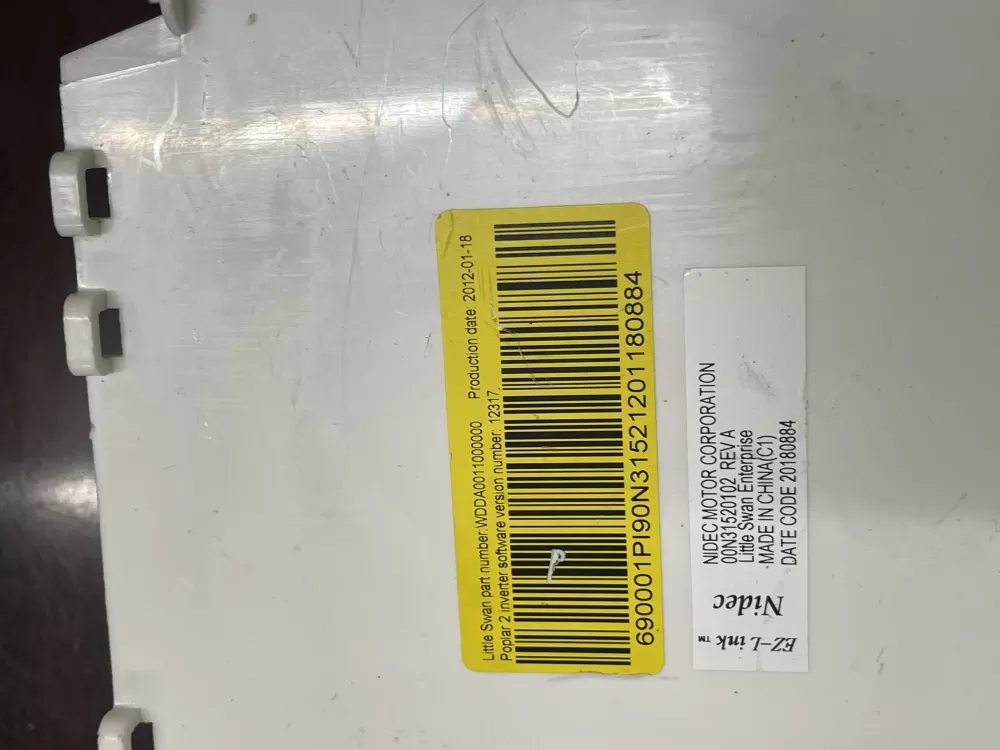 Little Swan part number:WDDA0011000000 Production date: 2012-01-18
Poplar 2 inverter software version number: 12317
690001PI90N31521201180884
P
NIDEC MOTOR CORPORATION
00N31520102 REV A
Little Swan Enterprise
MADE IN CHINA(C1)
DATE CODE 20180884
Nidec
EZ-Link ™